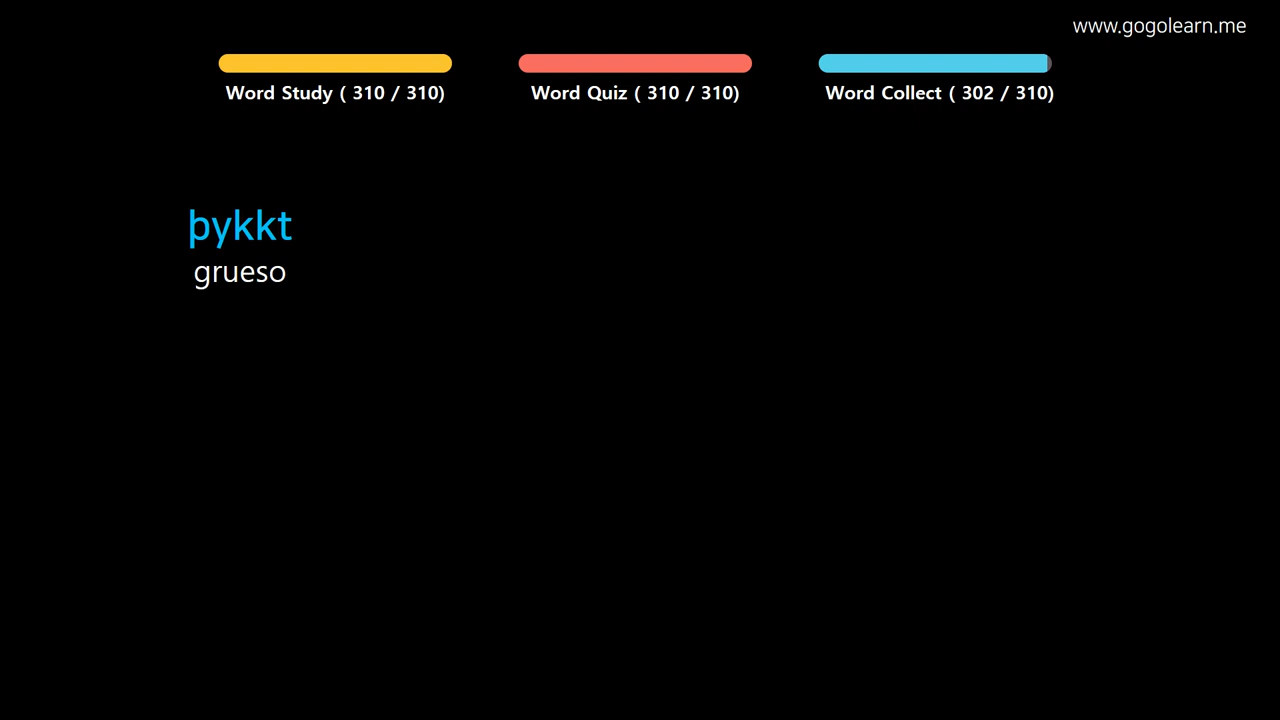 www.gogolearn.me
Word Study ( 310 / 310)
Word Quiz ( 310 / 310)
Word Collect ( 302 / 310)
þykkt
grueso